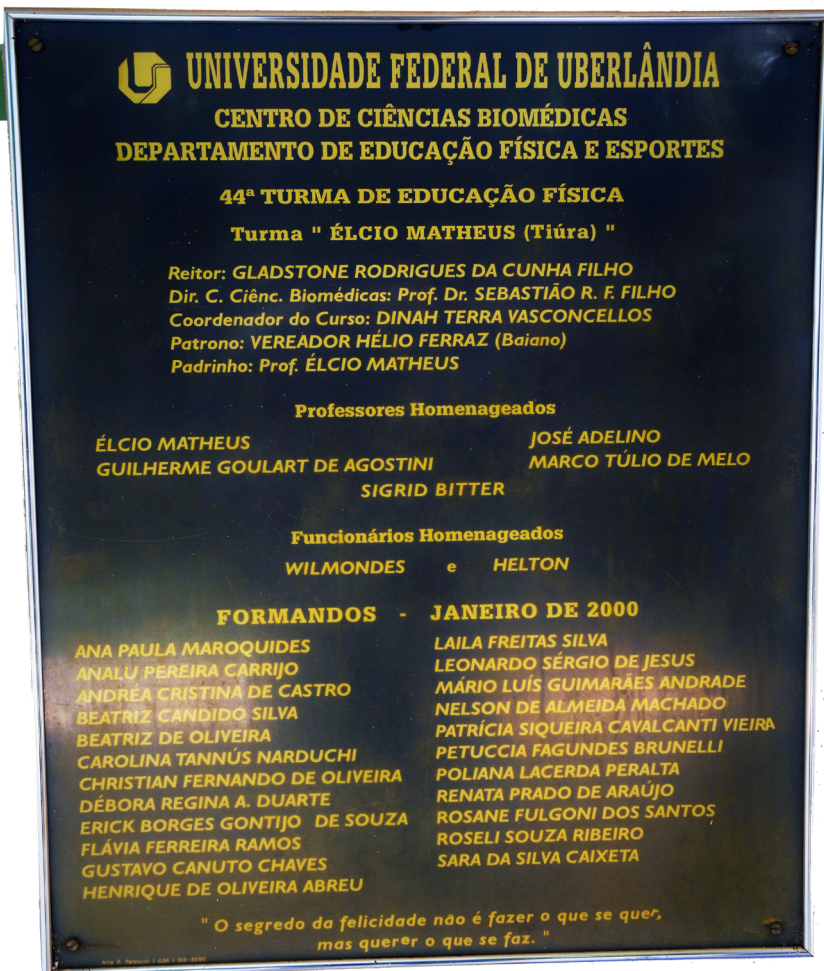 UNIVERSIDADE FEDERAL DE UBERLÂNDIA
CENTRO DE CIÊNCIAS BIOMÉDICAS
DEPARTAMENTO DE EDUCAÇÃO FÍSICA E ESPORTES
44ª TURMA DE EDUCAÇÃO FÍSICA
Turma " ÉLCIO MATHEUS (Tiúra) "
Reitor: GLADSTONE RODRIGUES DA CUNHA FILHO
Dir. C. Ciênc. Biomédicas: Prof. Dr. SEBASTIÃO R. F. FILHO
Coordenador do Curso: DINAH TERRA VASCONCELLOS
Patrono: VEREADOR HÉLIO FERRAZ (Baiano)
Padrinho: Prof. ÉLCIO MATHEUS
Professores Homenageados
ÉLCIO MATHEUS JOSÉ ADELINO
GUILHERME GOULART DE AGOSTINI MARCO TÚLIO DE MELO
SIGRID BITTER
Funcionários Homenageados
WILMONDES e HELTON
FORMANDOS - JANEIRO DE 2000
ANA PAULA MAROQUIDES
ANALU PEREIRA CARRIJO
ANDRÉA CRISTINA DE CASTRO
BEATRIZ CANDIDO SILVA
BEATRIZ DE OLIVEIRA
CAROLINA TANNÚS NARDUCHI
CHRISTIAN FERNANDO DE OLIVEIRA
DÉBORA REGINA A. DUARTE
ERICK BORGES GONTIJO DE SOUZA
FLÁVIA FERREIRA RAMOS
GUSTAVO CANUTO CHAVES
HENRIQUE DE OLIVEIRA ABREU
LAILA FREITAS SILVA
LEONARDO SÉRGIO DE JESUS
MÁRIO LUÍS GUIMARÃES ANDRADE
NELSON DE ALMEIDA MACHADO
PATRÍCIA SIQUEIRA CAVALCANTI VIEIRA
PETUCCIA FAGUNDES BRUNELLI
POLIANA LACERDA PERALTA
RENATA PRADO DE ARAÚJO
ROSANE FULGONI DOS SANTOS
ROSELI SOUZA RIBEIRO
SARA DA SILVA CAIXETA
" O segredo da felicidade não é fazer o que se quer,
mas querer o que se faz. "